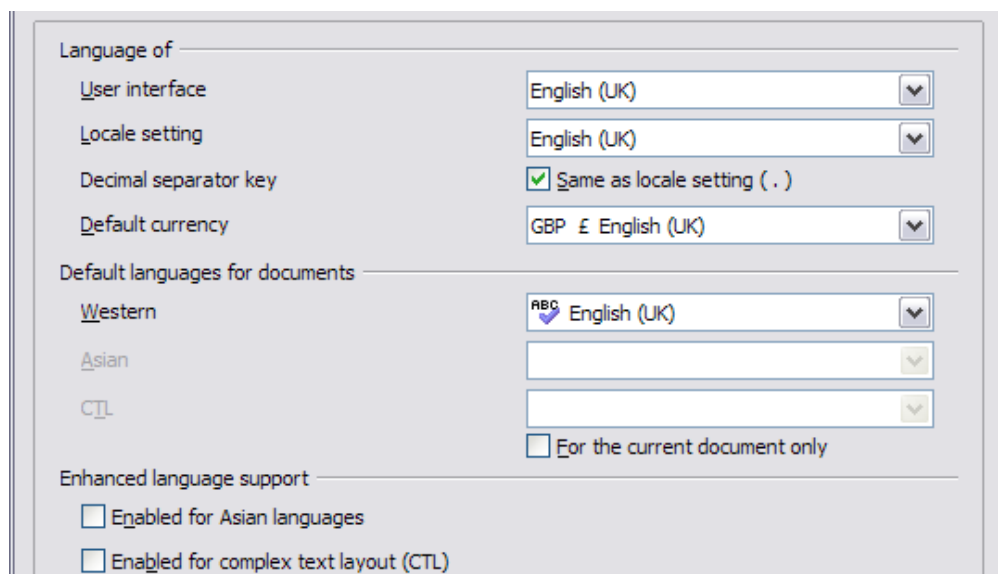 Language of
User interface English (UK)
Locale setting English (UK)
Decimal separator key Same as locale setting ( . )
Default currency GBP £ English (UK)
Default languages for documents
Western ABC English (UK)
Asian
CTL
For the current document only
Enhanced language support
Enabled for Asian languages
Enabled for complex text layout (CTL)